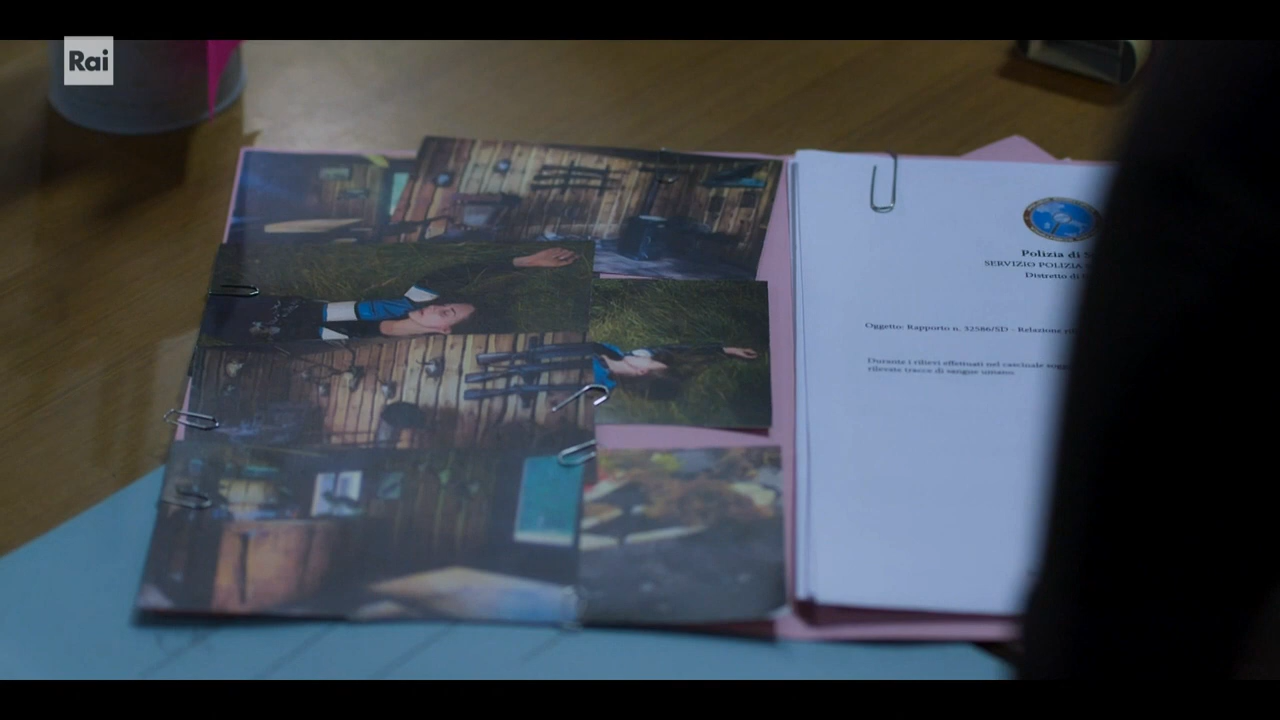 Rai
Polizia di S
SERVIZIO POLIZIA
Distretto di
Oggetto: Rapporto n. 32586/SD - Relazione
Durante i rilievi effettuati nel cascinale
rilevate tracce di sangue umano.